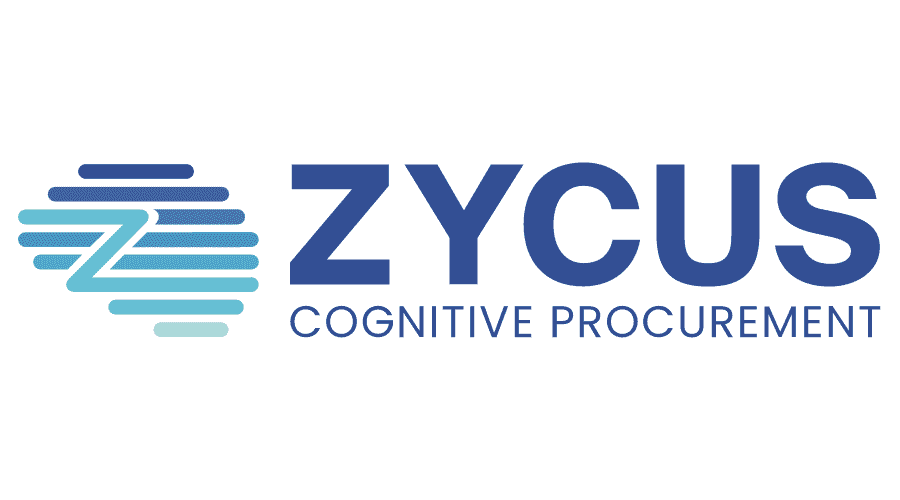 ZYCUS
COGNITIVE PROCUREMENT